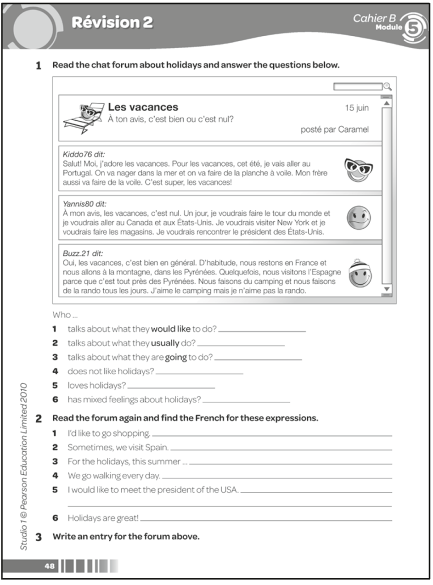 Révision 2
Cahier B
Module 5
1 Read the chat forum about holidays and answer the questions below.
Les vacances
15 juin
À ton avis, c'est bien ou c'est nul?
posté par Caramel
Kiddo76 dit:
Salut! Moi, j'adore les vacances. Pour les vacances, cet été, je vais aller au
Portugal. On va nager dans la mer et on va faire de la planche à voile. Mon frère
aussi va faire de la voile. C'est super, les vacances!
Yannis80 dit:
À mon avis, les vacances, c'est nul. Un jour, je voudrais faire le tour du monde et
je voudrais aller au Canada et aux États-Unis. Je voudrais visiter New York et je
voudrais faire les magasins. Je voudrais rencontrer le président des États-Unis.
Buzz.21 dit:
Oui, les vacances, c'est bien en général. D'habitude, nous restons en France et
nous allons à la montagne, dans les Pyrénées. Quelquefois, nous visitons l'Espagne
parce que c'est tout près des Pyrénées. Nous faisons du camping et nous faisons
de la rando tous les jours. J'aime le camping mais je n'aime pas la rando.
Who ...
1 talks about what they would like to do?
2 talks about what they usually do?
3 talks about what they are going to do?
4 does not like holidays?
5 loves holidays?
6 has mixed feelings about holidays?
2 Read the forum again and find the French for these expressions.
1 I'd like to go shopping.
2 Sometimes, we visit Spain.
3 For the holidays, this summer ...
4 We go walking every day.
5 I would like to meet the president of the USA.
6 Holidays are great!
3 Write an entry for the forum above.
Studio 1 © Pearson Education Limited 2010
48